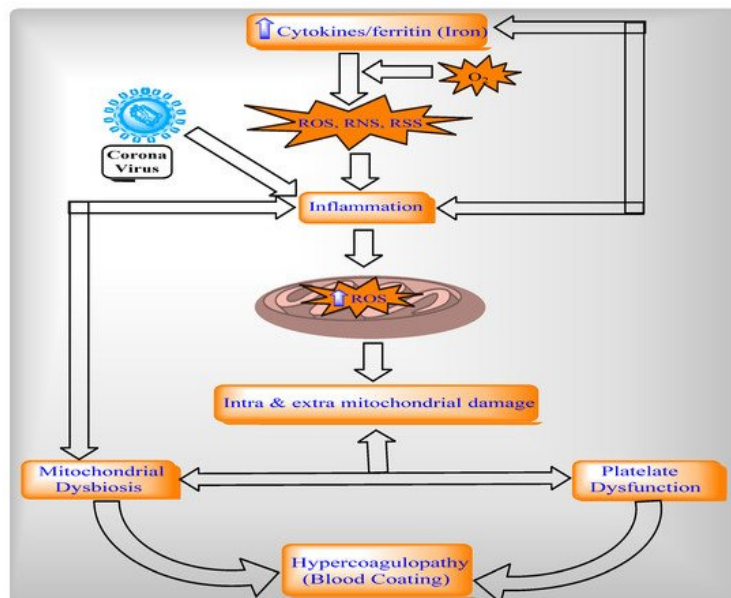 Cytokines/ferritin (Iron)
O₂
ROS, RNS, RSS
Corona
Virus
Inflammation
ROS
Intra & extra mitochondrial damage
Mitochondrial
Dysbiosis
Platelate
Dysfunction
Hypercoagulopathy
(Blood Coating)